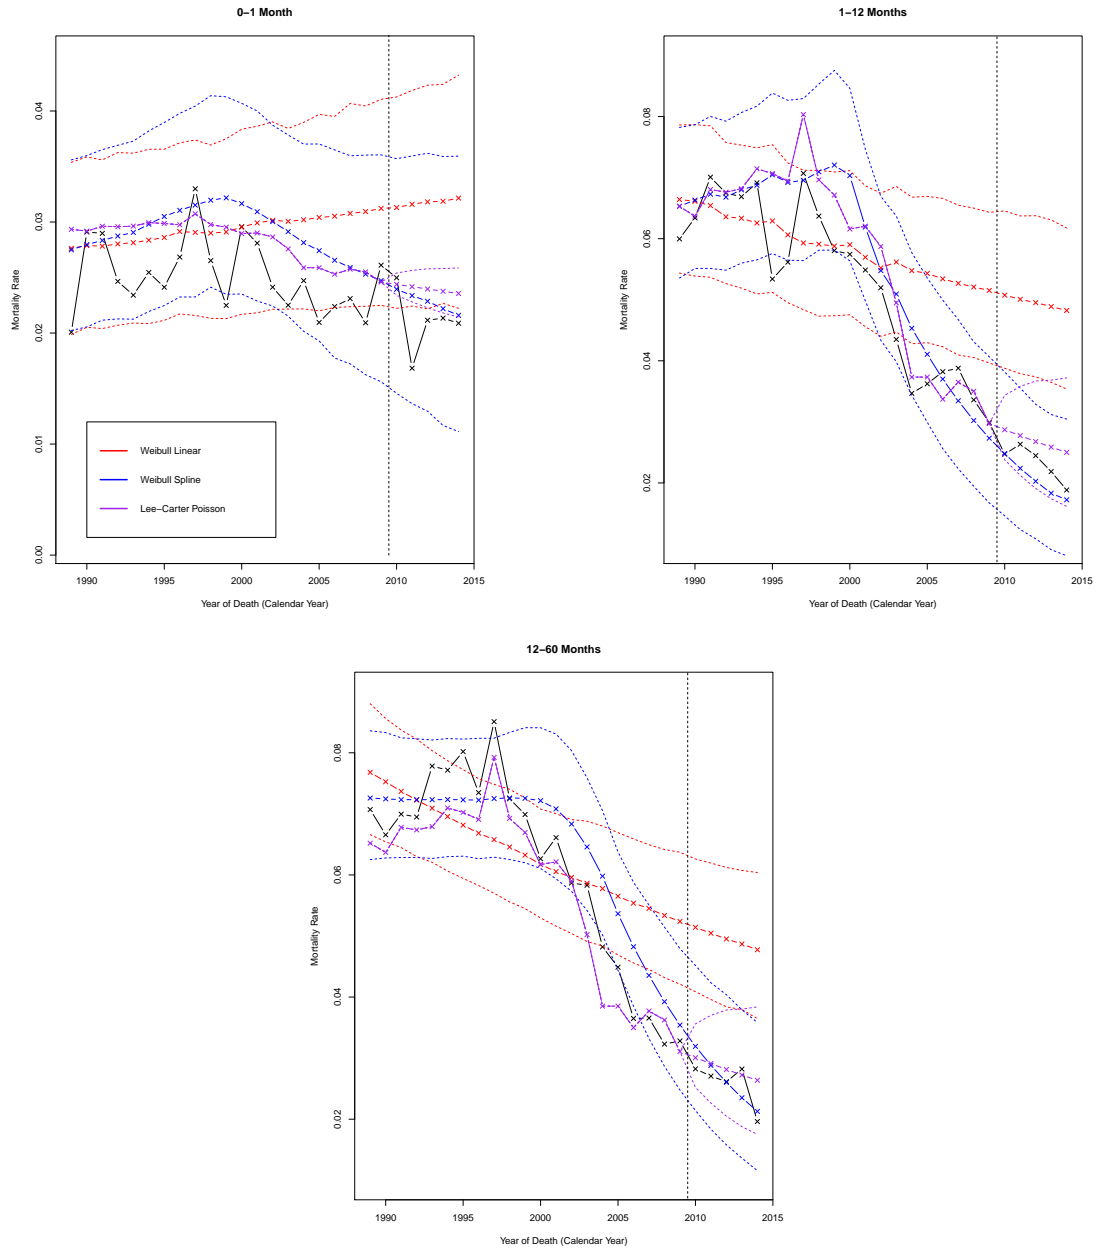 0−1 Month
Mortality Rate
0.04
0.03
0.02
0.01
0.00
Weibull Linear
Weibull Spline
Lee−Carter Poisson
1990 1995 2000 2005 2010 2015
Year of Death (Calendar Year)
1−12 Months
Mortality Rate
0.08
0.06
0.04
0.02
1990 1995 2000 2005 2010 2015
Year of Death (Calendar Year)
12−60 Months
Mortality Rate
0.08
0.06
0.04
0.02
1990 1995 2000 2005 2010 2015
Year of Death (Calendar Year)